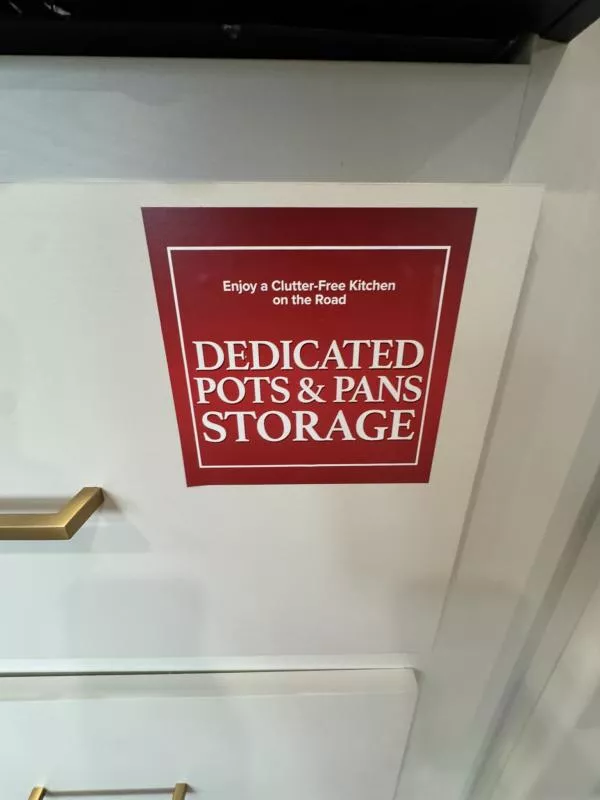 Enjoy a Clutter-Free Kitchen
on the Road
DEDICATED
POTS & PANS
STORAGE